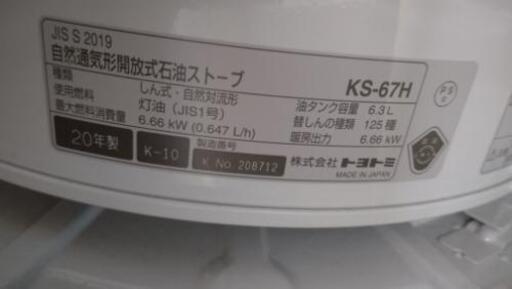 JIS S 2019
自然通気形開放式石油ストーブ KS-67H
種類 しん式・自然対流形
使用燃料 灯油（JIS1号） 油タンク容量 6.3L
最大燃料消費量 6.66 kW (0.647 L/h) 替しんの種類 125種
暖房出力 6.66 kW
20年製 K-10 製造番号 K No. 208712
株式会社トヨトミ
MADE IN JAPAN
PS